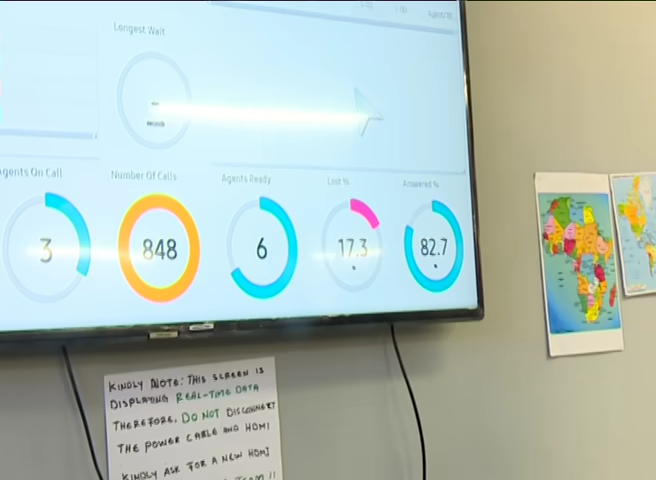 Longest Wait
Agents On Call
Number Of Calls
Agents Ready
Lost %
Answered %
3
848
6
17.3
82.7
KINDLY NOTE: THIS SCREEN IS
DISPLAYING REAL-TIME DATA
THEREFORE, DO NOT DISCONNECT
THE POWER CABLE AND HDMI
KINDLY ASK FOR A NEW HDMI